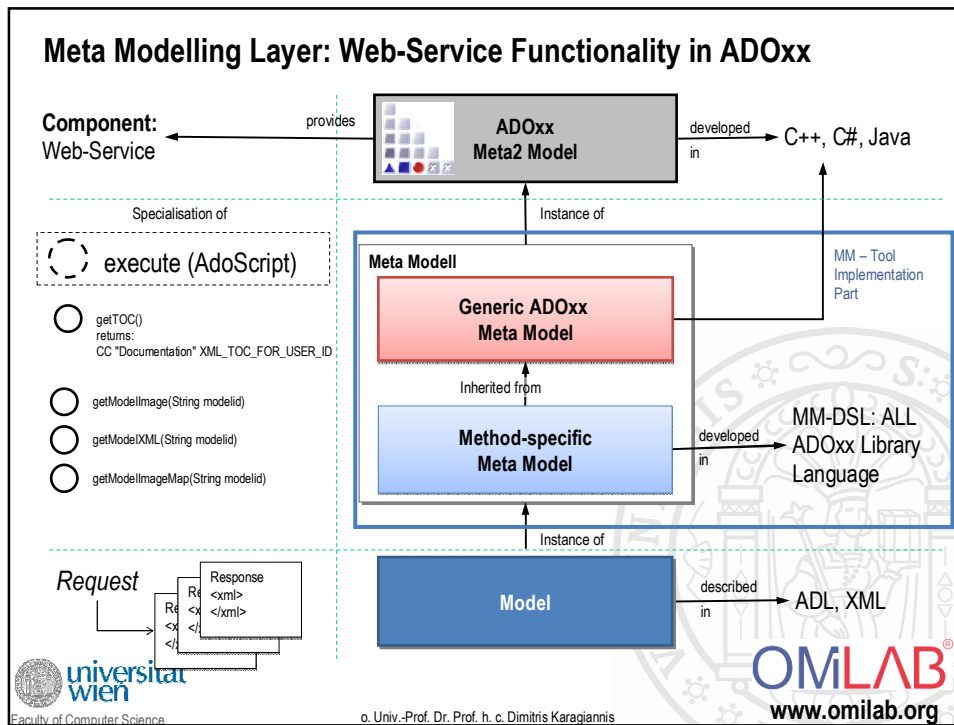 Meta Modelling Layer: Web-Service Functionality in ADOxx
Component:
Web-Service
provides
ADOxx
Meta2 Model
developed
in
C++, C#, Java
Specialisation of
Instance of
execute (AdoScript)
Meta Modell
MM – Tool
Implementation
Part
Generic ADOxx
Meta Model
getTOC()
returns:
CC "Documentation" XML_TOC_FOR_USER_ID
Inherited from
getModelImage(String modelid)
getModelXML(String modelid)
getModelImageMap(String modelid)
Method-specific
Meta Model
developed
in
MM-DSL: ALL
ADOxx Library
Language
Instance of
Request
Response
<xml>
</xml>
Re
<x
</x
Re
<x
</x
Model
described
in
ADL, XML
universität
wien
Faculty of Computer Science
o. Univ.-Prof. Dr. Prof. h. c. Dimitris Karagiannis
OMiLAB®
www.omilab.org